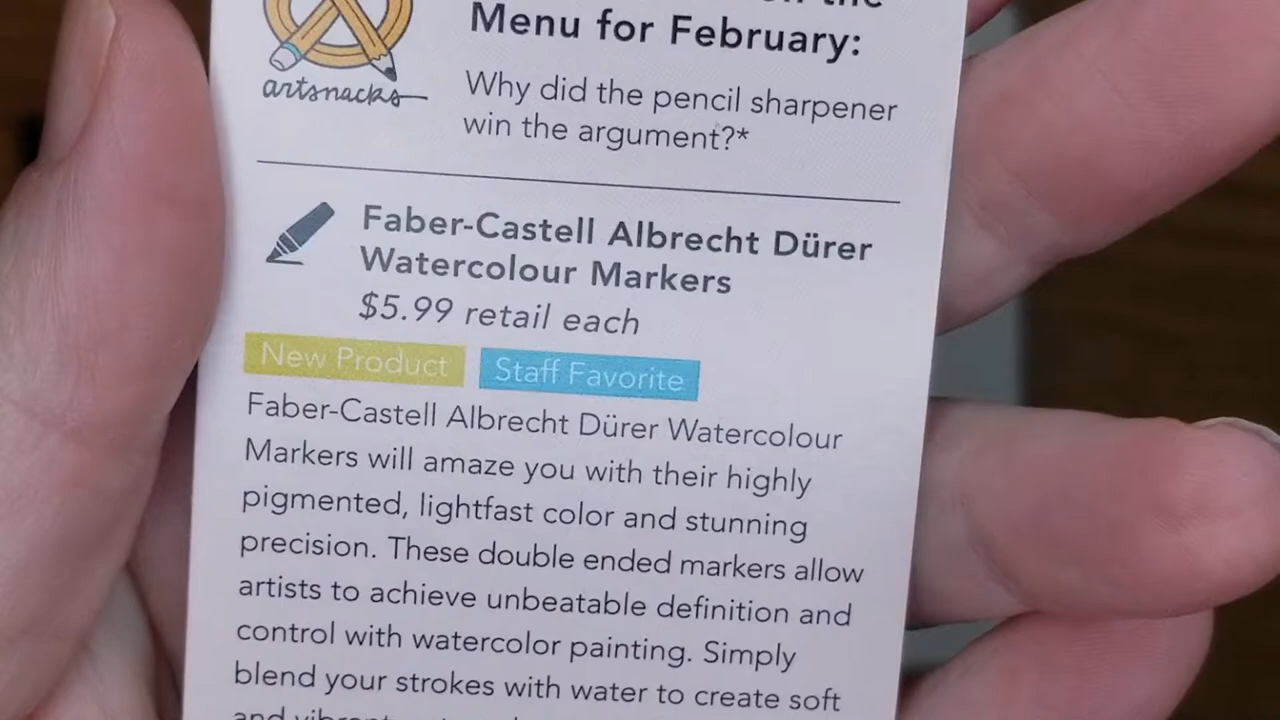 the
Menu for February:
artsnacks
Why did the pencil sharpener
win the argument?*
Faber-Castell Albrecht Dürer
Watercolour Markers
$5.99 retail each
New Product
Staff Favorite
Faber-Castell Albrecht Dürer Watercolour
Markers will amaze you with their highly
pigmented, lightfast color and stunning
precision. These double ended markers allow
artists to achieve unbeatable definition and
control with watercolor painting. Simply
blend your strokes with water to create soft
and